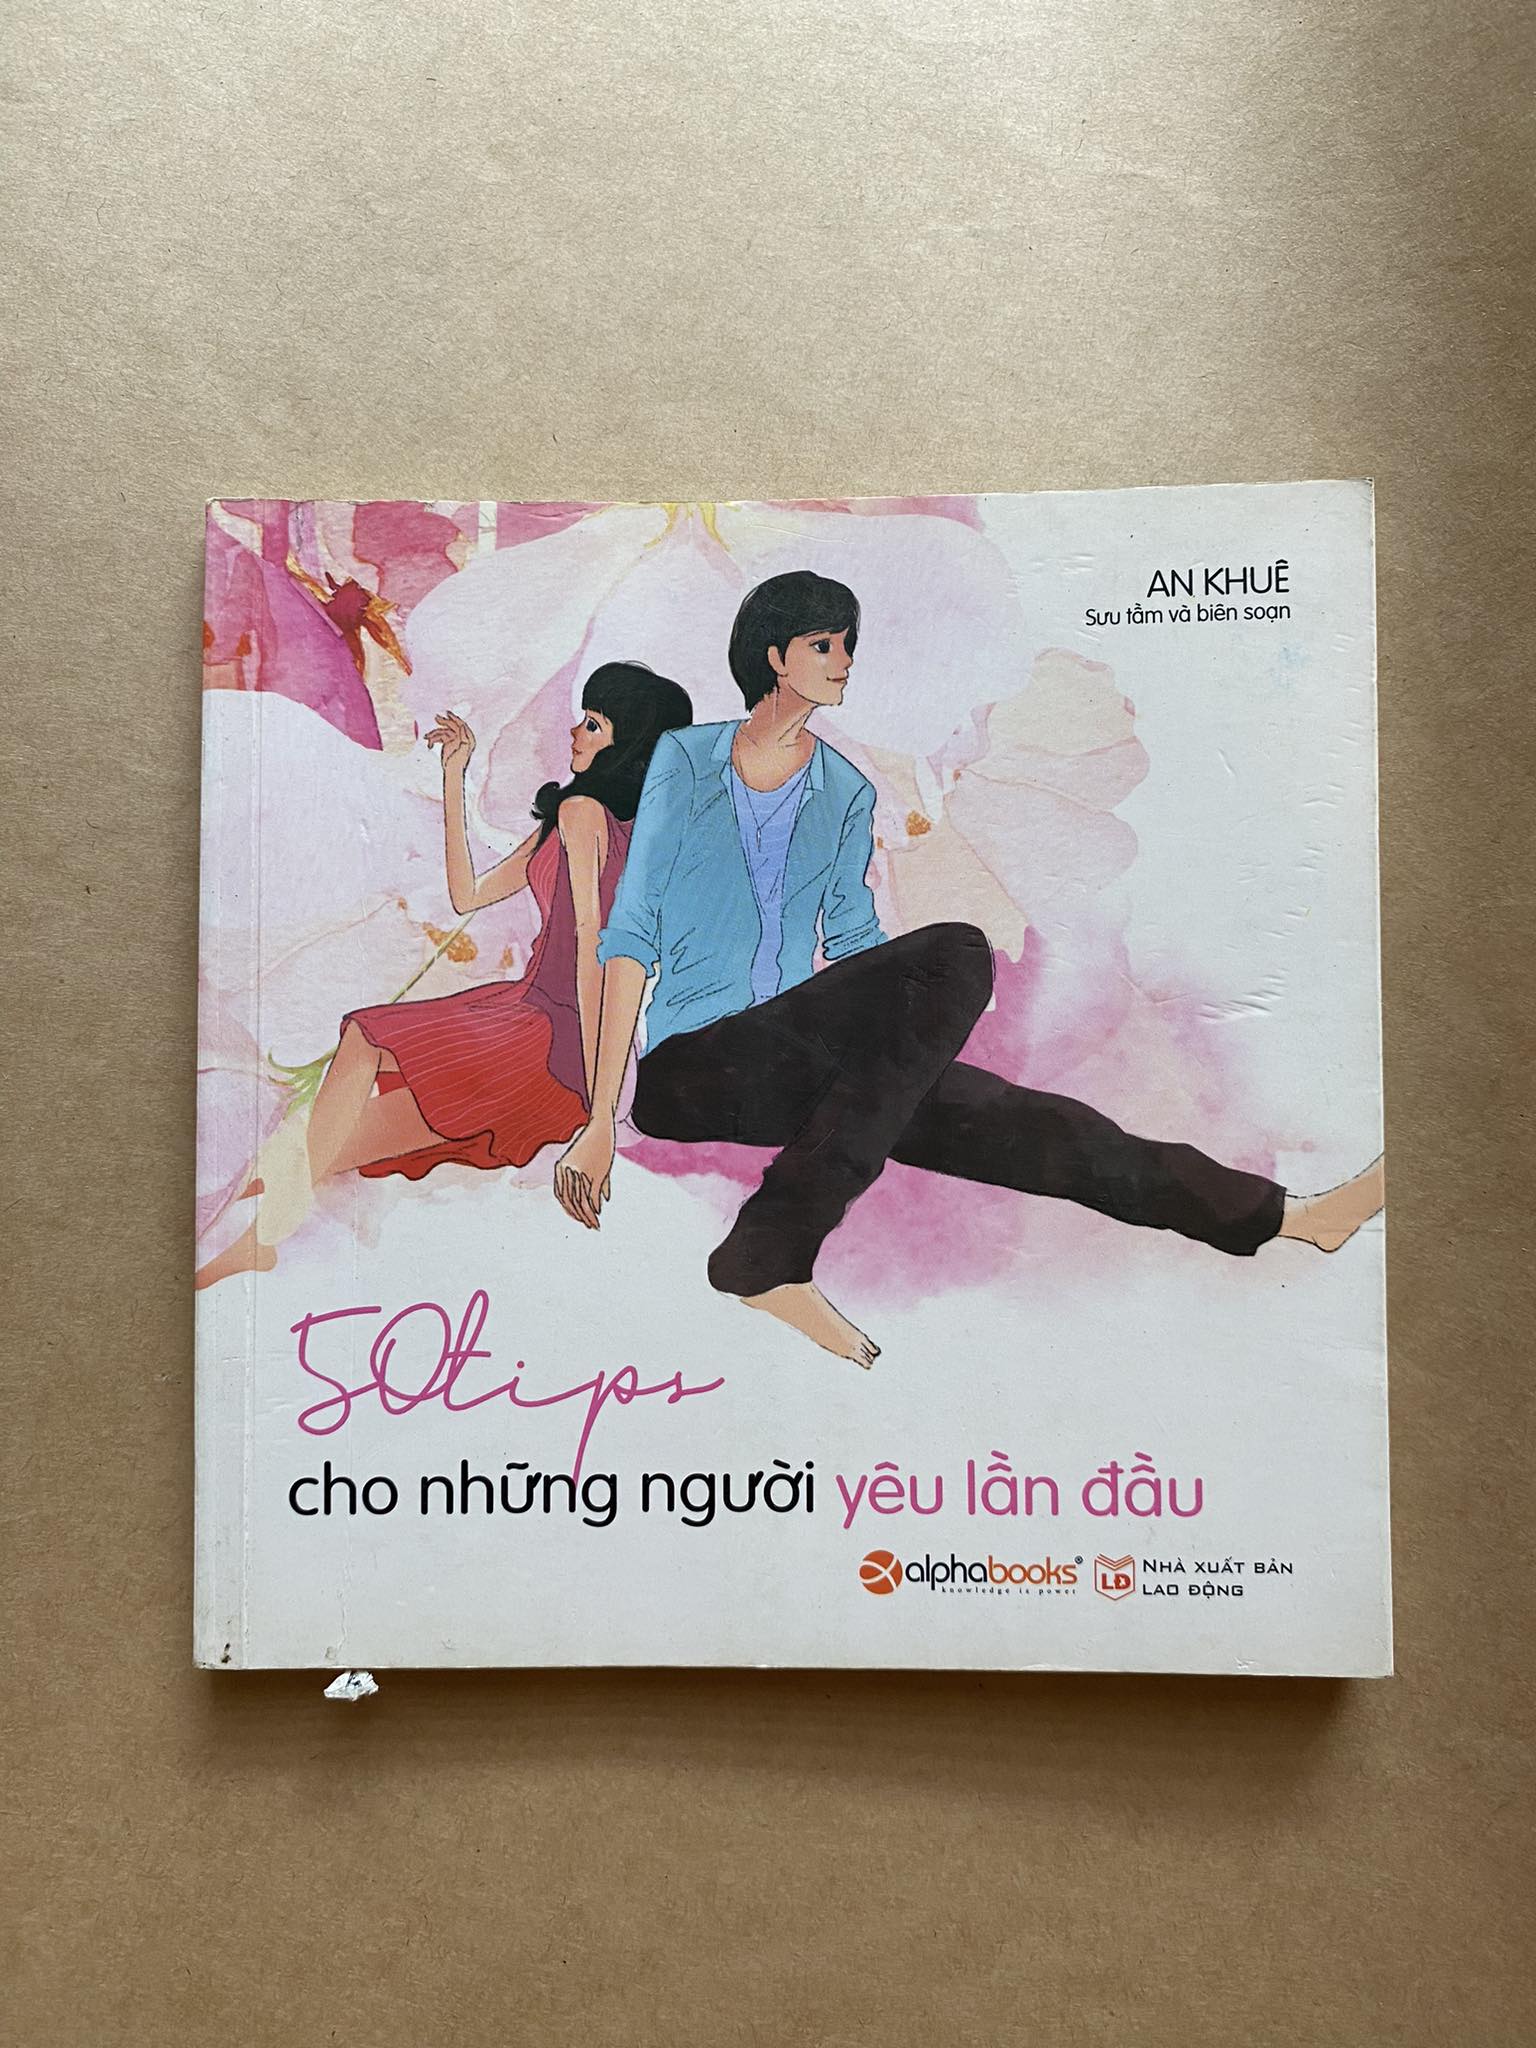 AN KHUÊ
Sưu tầm và biên soạn
50tips
cho những người yêu lần đầu
alphabooks®
knowledge is power
LĐ
NHÀ XUẤT BẢN
LAO ĐỘNG